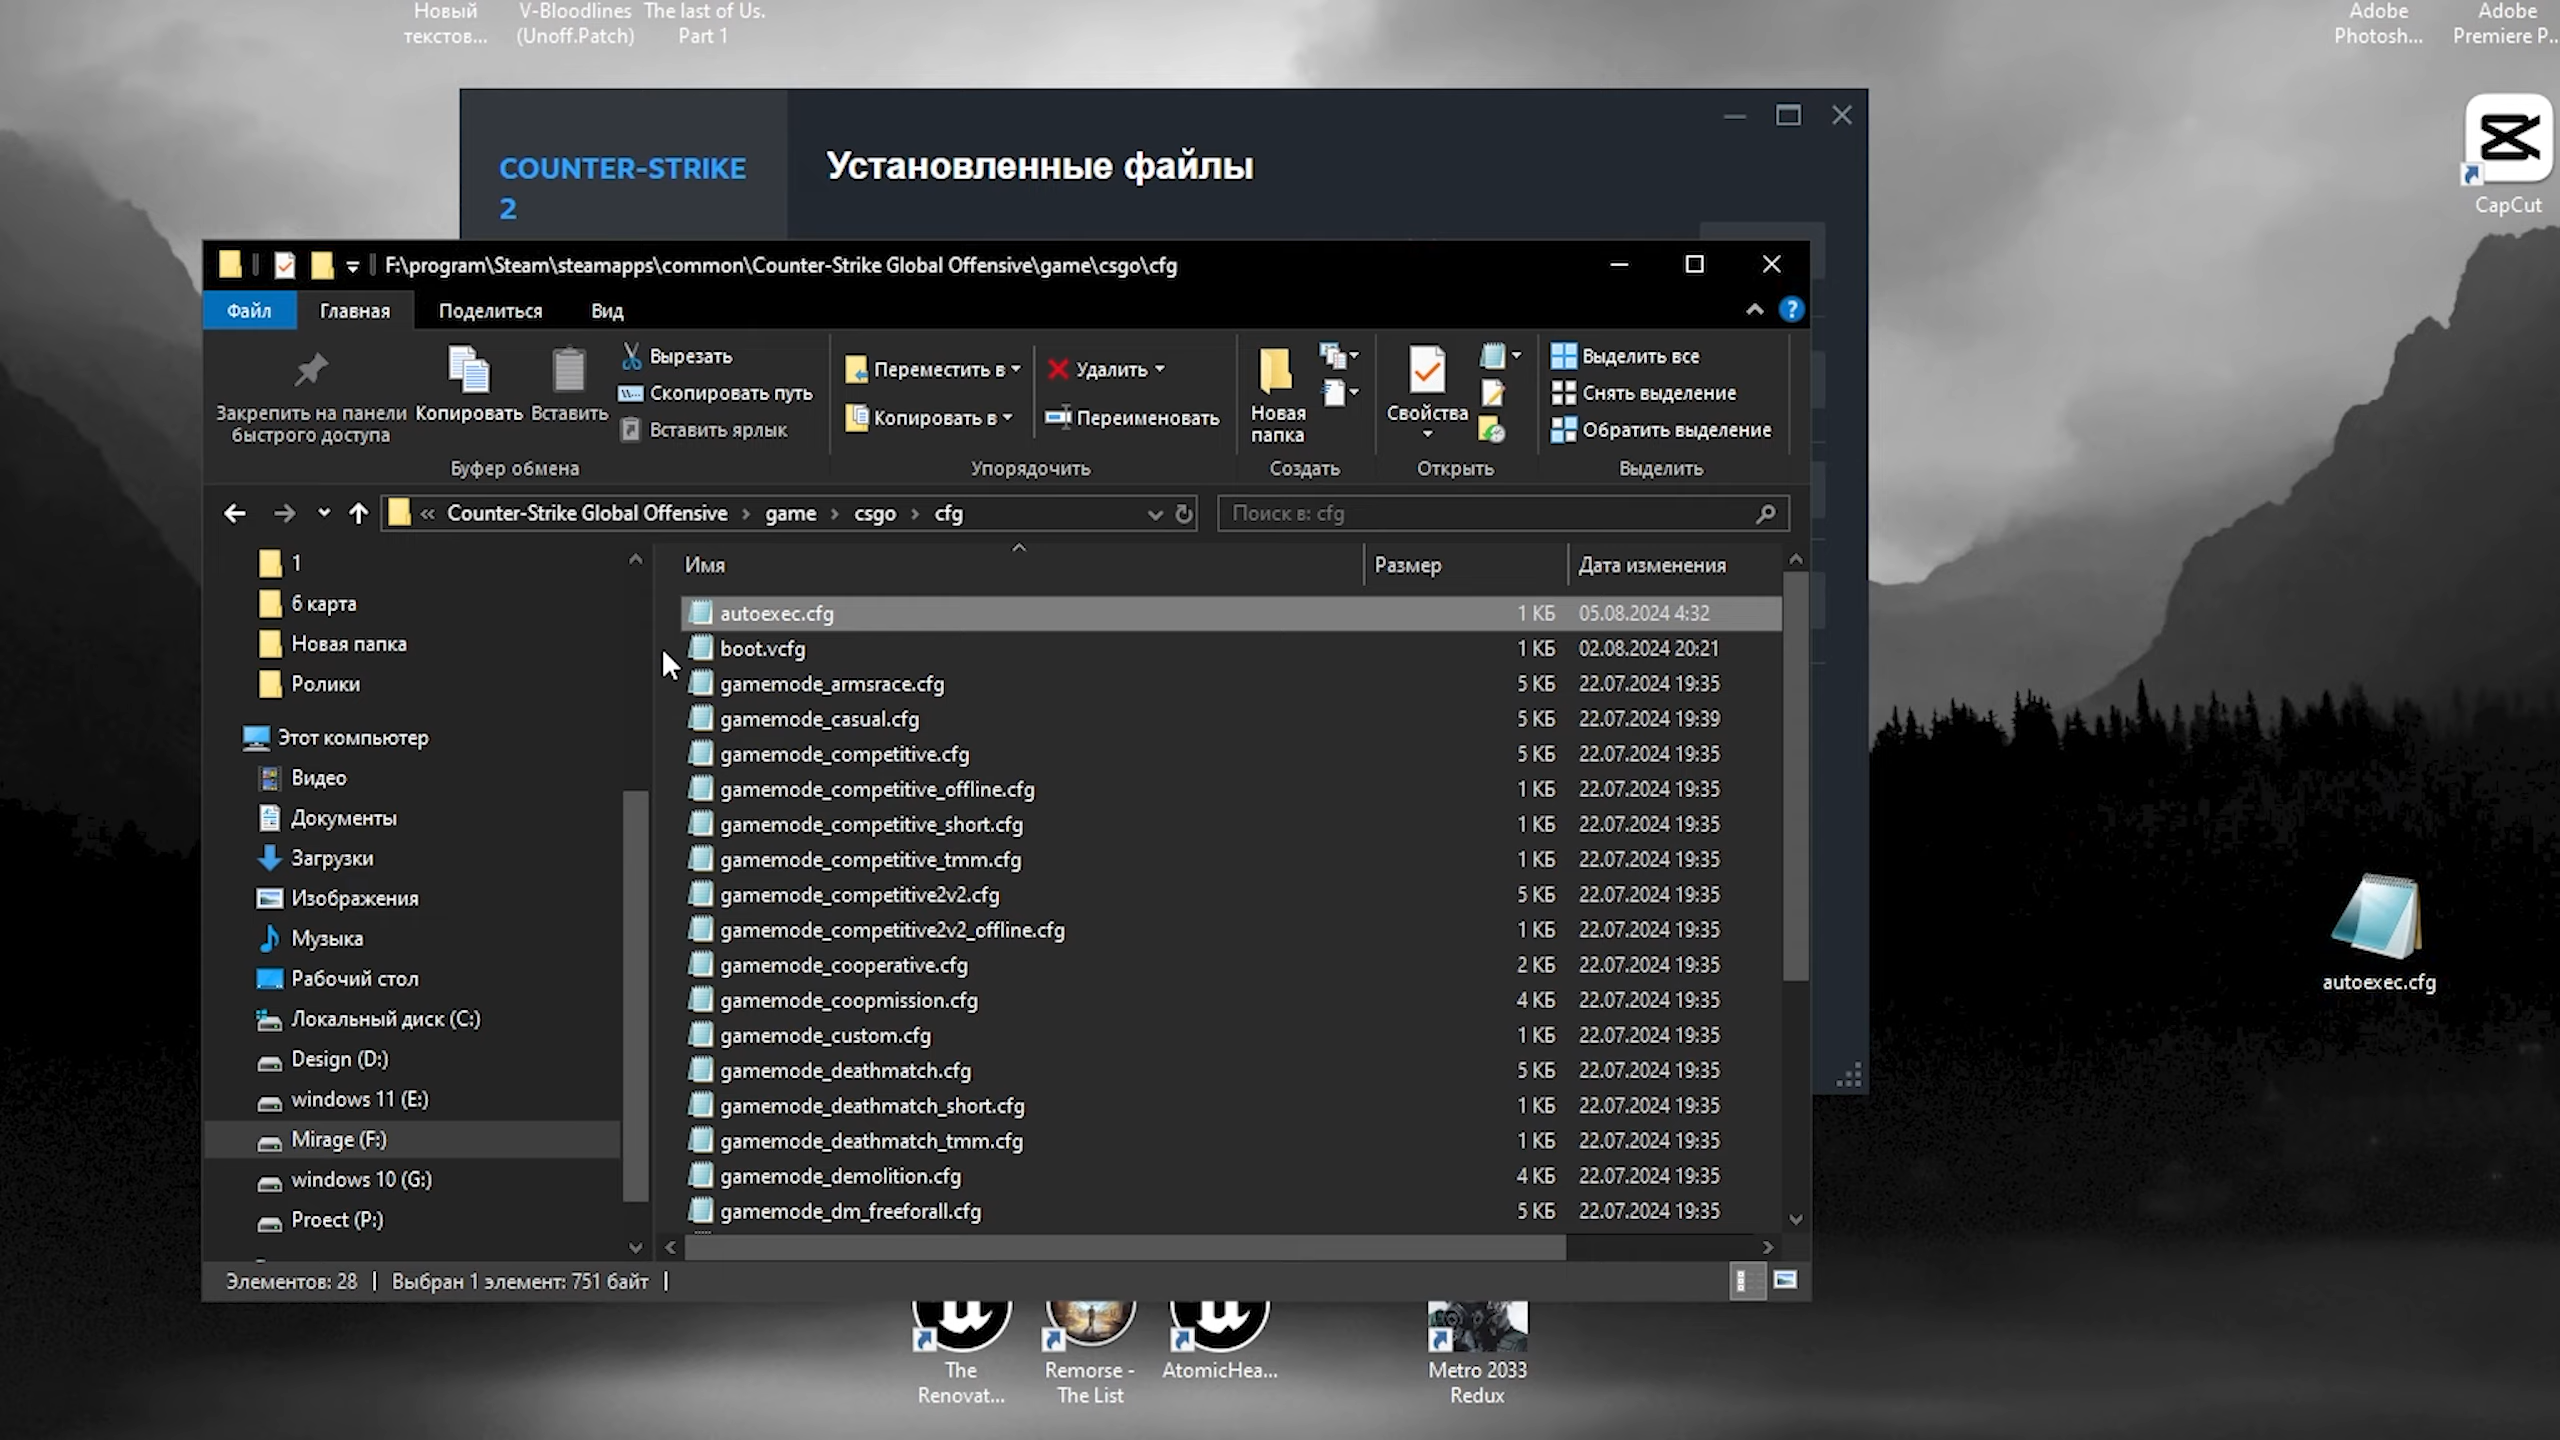 Новый
текстов...
V-Bloodlines
(Unoff.Patch)
The last of Us.
Part 1
Adobe
Photosh...
Adobe
Premiere P...
CapCut
COUNTER-STRIKE
2
Установленные файлы
F:\program\Steam\steamapps\common\Counter-Strike Global Offensive\game\csgo\cfg
Файл
Главная
Поделиться
Вид
?
Закрепить на панели
быстрого доступа
Копировать
Вставить
Вырезать
Скопировать путь
Вставить ярлык
Буфер обмена
Переместить в
Копировать в
Удалить
Переименовать
Упорядочить
Новая
папка
Создать
Свойства
Открыть
Выделить все
Снять выделение
Обратить выделение
Выделить
« Counter-Strike Global Offensive › game › csgo › cfg
Поиск в: cfg
1
6 карта
Новая папка
Ролики
Этот компьютер
Видео
Документы
Загрузки
Изображения
Музыка
Рабочий стол
Локальный диск (C:)
Design (D:)
windows 11 (E:)
Mirage (F:)
windows 10 (G:)
Proect (P:)
Имя Размер Дата изменения
autoexec.cfg 1 КБ 05.08.2024 4:32
boot.vcfg 1 КБ 02.08.2024 20:21
gamemode_armsrace.cfg 5 КБ 22.07.2024 19:35
gamemode_casual.cfg 5 КБ 22.07.2024 19:39
gamemode_competitive.cfg 5 КБ 22.07.2024 19:35
gamemode_competitive_offline.cfg 1 КБ 22.07.2024 19:35
gamemode_competitive_short.cfg 1 КБ 22.07.2024 19:35
gamemode_competitive_tmm.cfg 1 КБ 22.07.2024 19:35
gamemode_competitive2v2.cfg 5 КБ 22.07.2024 19:35
gamemode_competitive2v2_offline.cfg 1 КБ 22.07.2024 19:35
gamemode_cooperative.cfg 2 КБ 22.07.2024 19:35
gamemode_coopmission.cfg 4 КБ 22.07.2024 19:35
gamemode_custom.cfg 1 КБ 22.07.2024 19:35
gamemode_deathmatch.cfg 5 КБ 22.07.2024 19:35
gamemode_deathmatch_short.cfg 1 КБ 22.07.2024 19:35
gamemode_deathmatch_tmm.cfg 1 КБ 22.07.2024 19:35
gamemode_demolition.cfg 4 КБ 22.07.2024 19:35
gamemode_dm_freeforall.cfg 5 КБ 22.07.2024 19:35
Элементов: 28
Выбран 1 элемент: 751 байт
autoexec.cfg
The
Renovat...
Remorse -
The List
AtomicHea...
Metro 2033
Redux